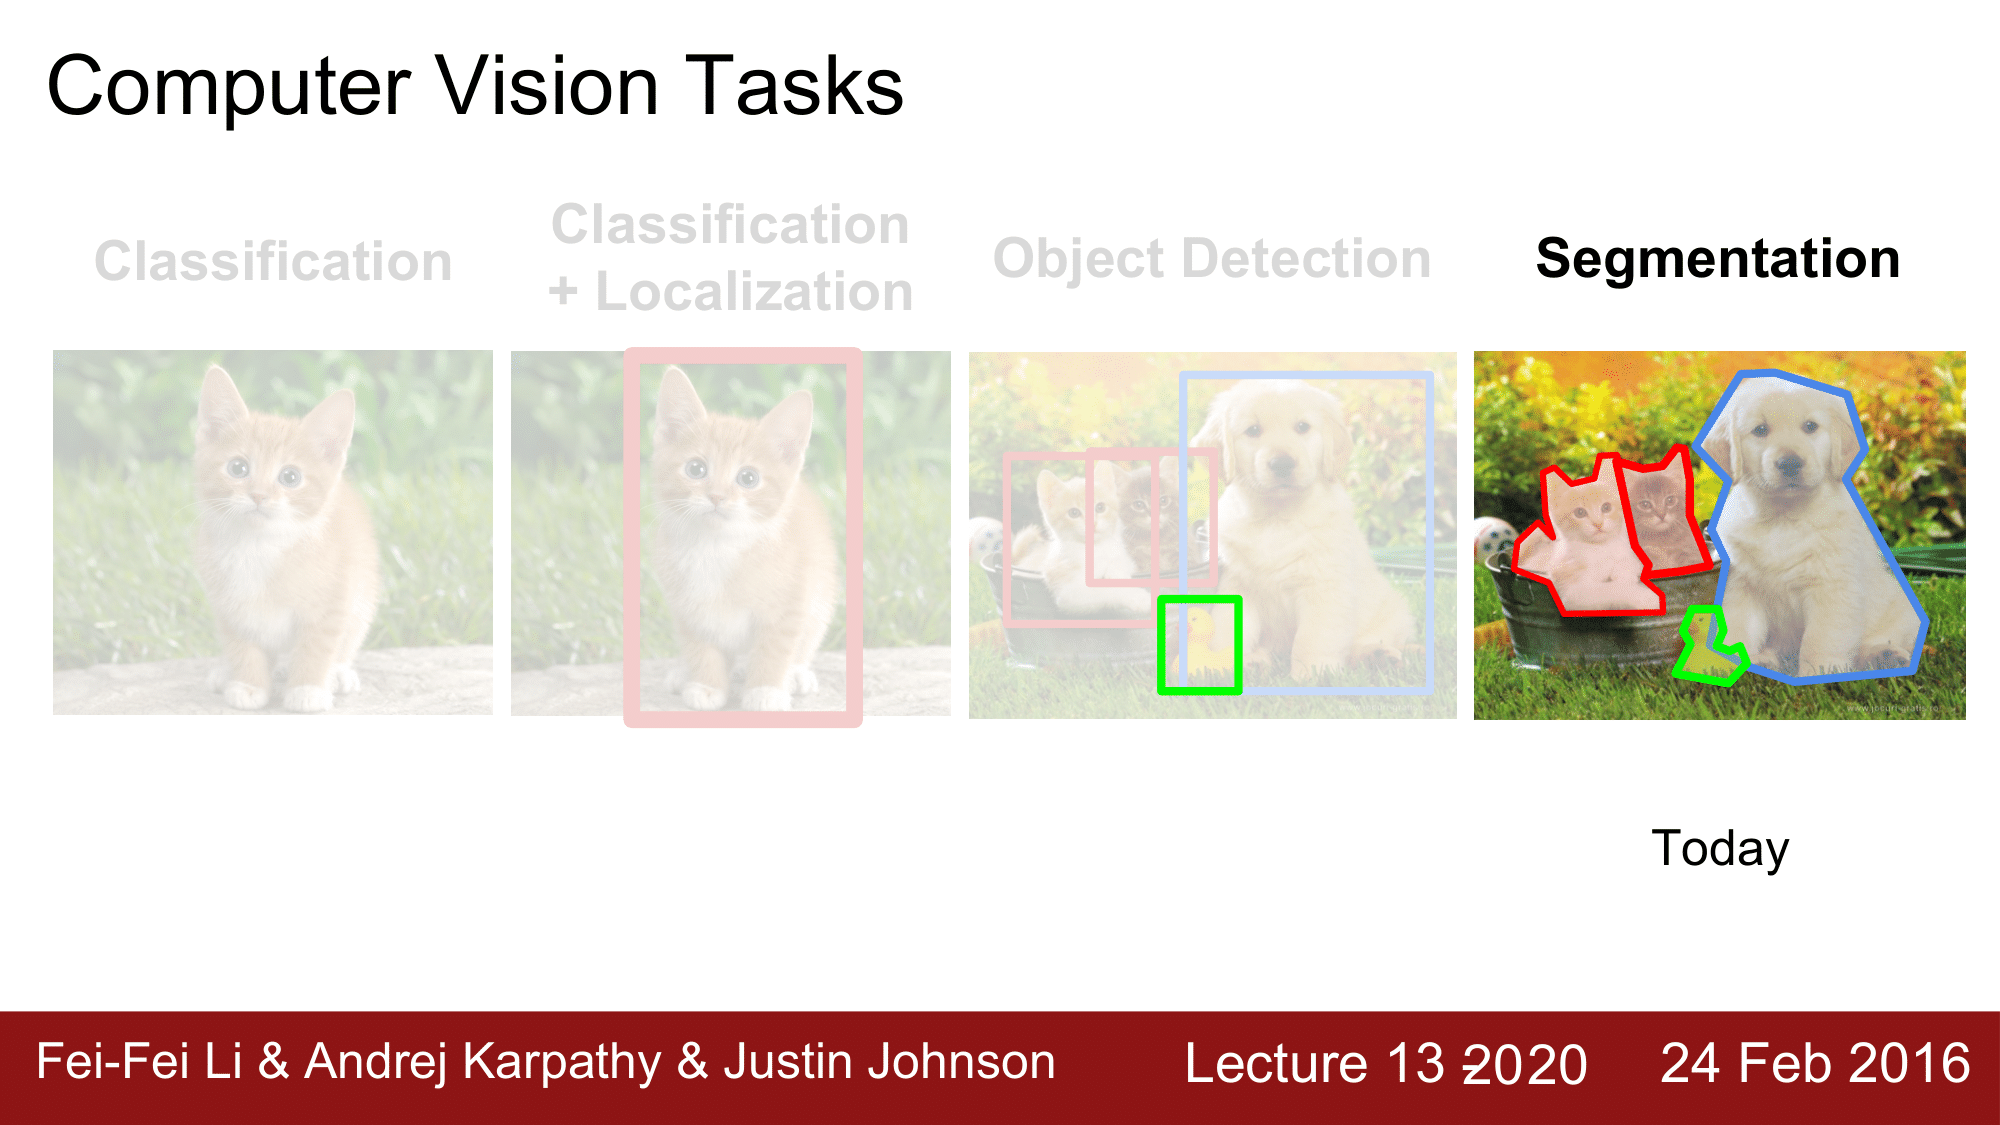 Computer Vision Tasks
Classification
Classification
+ Localization
Object Detection
Segmentation
Today
Fei-Fei Li & Andrej Karpathy & Justin Johnson
Lecture 13 -
2020
24 Feb 2016